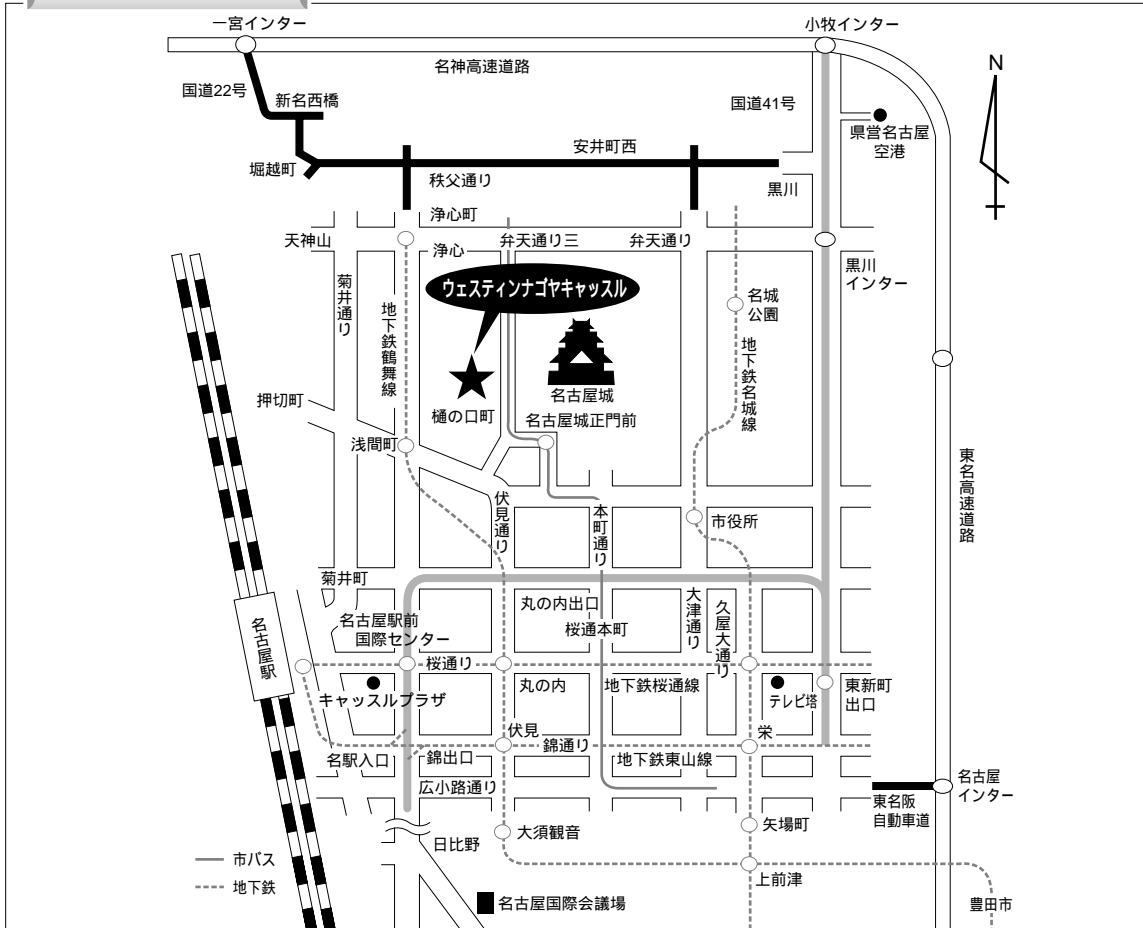 一宮インター
小牧インター
名神高速道路
国道22号
新名西橋
国道41号
N
県営名古屋
空港
安井町西
堀越町
秩父通り
黒川
浄心町
天神山
浄心
弁天通り三
弁天通り
黒川
インター
ウェスティンナゴヤキャッスル
菊井通り
地下鉄鶴舞線
名城
公園
地下鉄名城線
名古屋城
押切町
樋の口町
名古屋城正門前
浅間町
東名高速道路
伏見通り
本町通り
市役所
菊井町
丸の内出口
大津通り
久屋大通り
名古屋駅
名古屋駅前
国際センター
桜通本町
桜通り
キャッスルプラザ
丸の内
地下鉄桜通線
テレビ塔
東新町
出口
伏見
栄
錦通り
名駅入口
錦出口
地下鉄東山線
広小路通り
名古屋
インター
東名阪
自動車道
日比野
大須観音
矢場町
市バス
地下鉄
上前津
名古屋国際会議場
豊田市